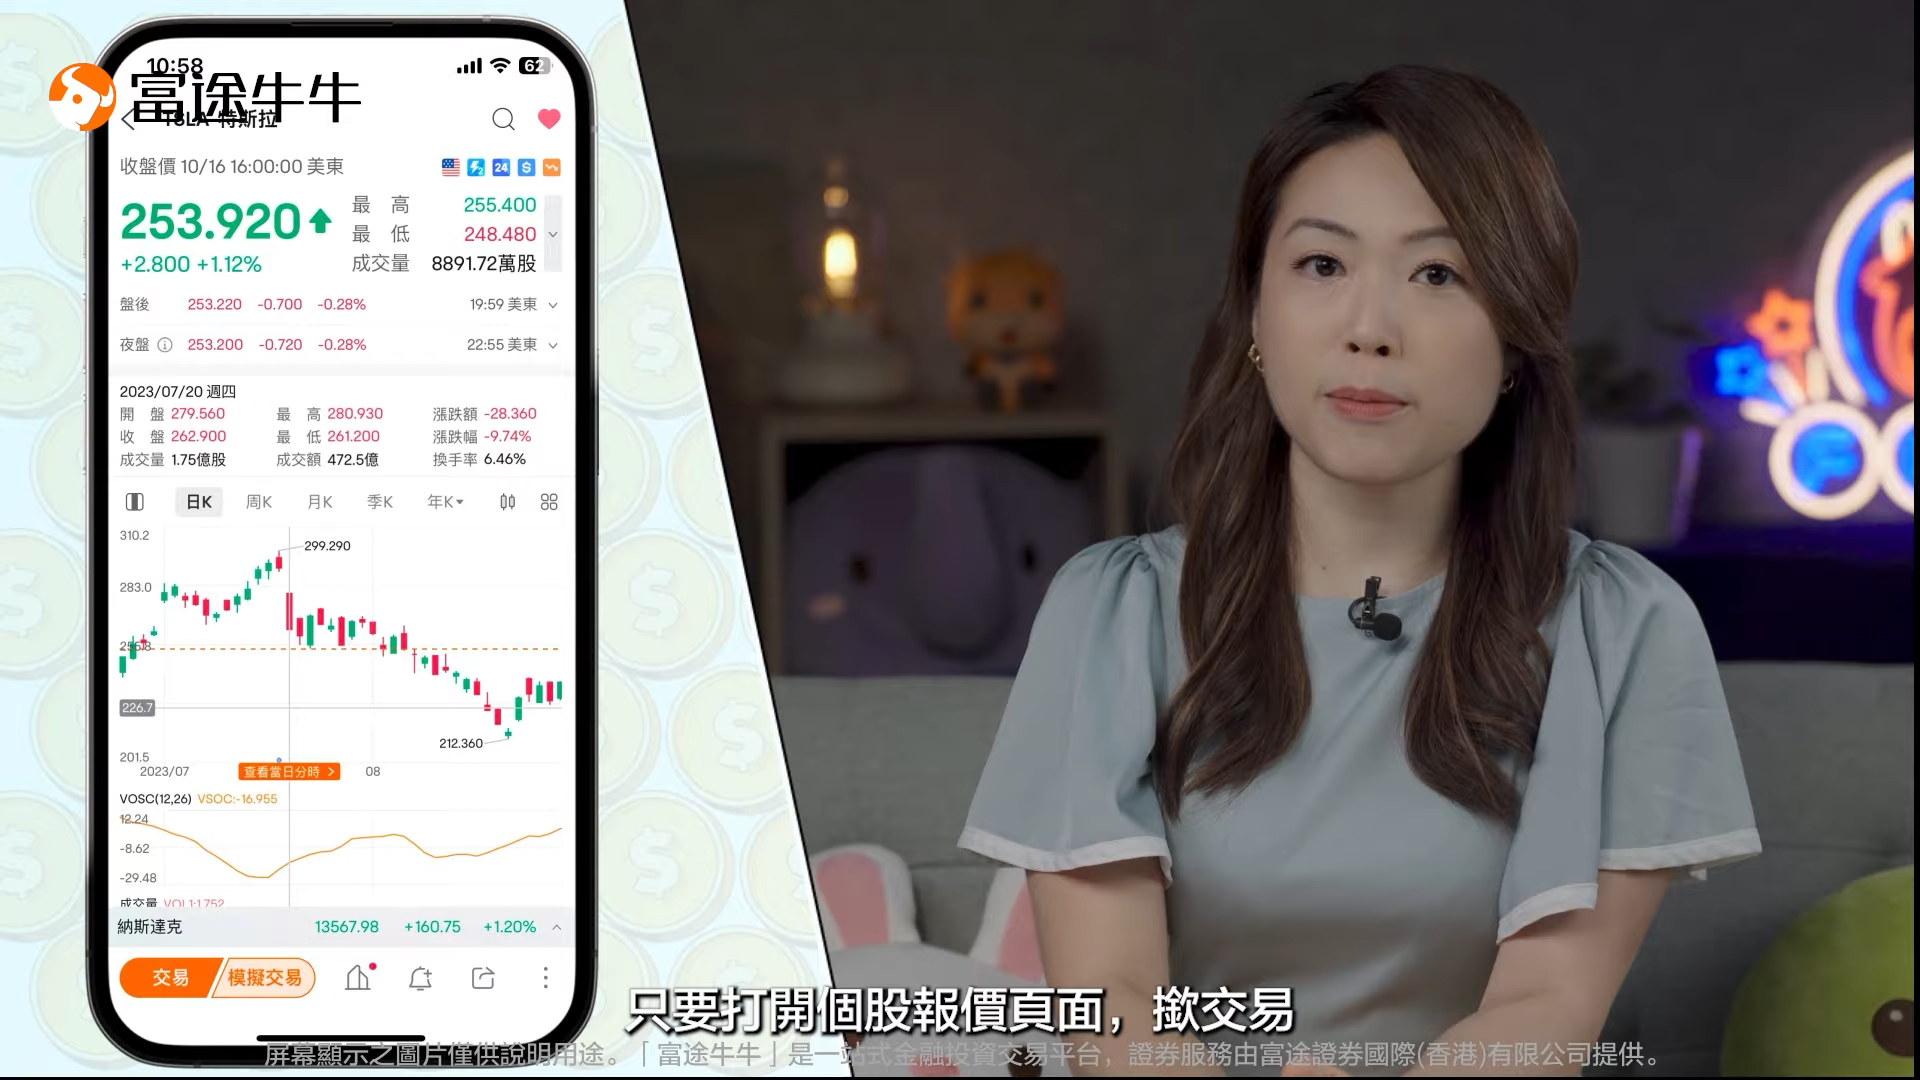 10:58
62
富途牛牛
TSLA 特斯拉
收盤價 10/16 16:00:00 美東
24
253.920
+2.800 +1.12%
最 高 255.400
最 低 248.480
成交量 8891.72萬股
盤後 253.220 -0.700 -0.28% 19:59 美東
夜盤 253.200 -0.720 -0.28% 22:55 美東
2023/07/20 週四
開 盤 279.560 最 高 280.930 漲跌額 -28.360
收 盤 262.900 最 低 261.200 漲跌幅 -9.74%
成交量 1.75億股 成交額 472.5億 換手率 6.46%
日K 周K 月K 季K 年K
310.2
299.290
283.0
226.7
212.360
201.5
2023/07 查看當日分時 08
VOSC(12,26) VSOC:-16.955
12.24
-8.62
-29.48
成交量 VOL1:1.752
納斯達克 13567.98 +160.75 +1.20%
交易 模擬交易
只要打開個股報價頁面，撳交易
屏幕顯示之圖片僅供說明用途。「富途牛牛」是一站式金融投資交易平台，證券服務由富途證券國際(香港)有限公司提供。